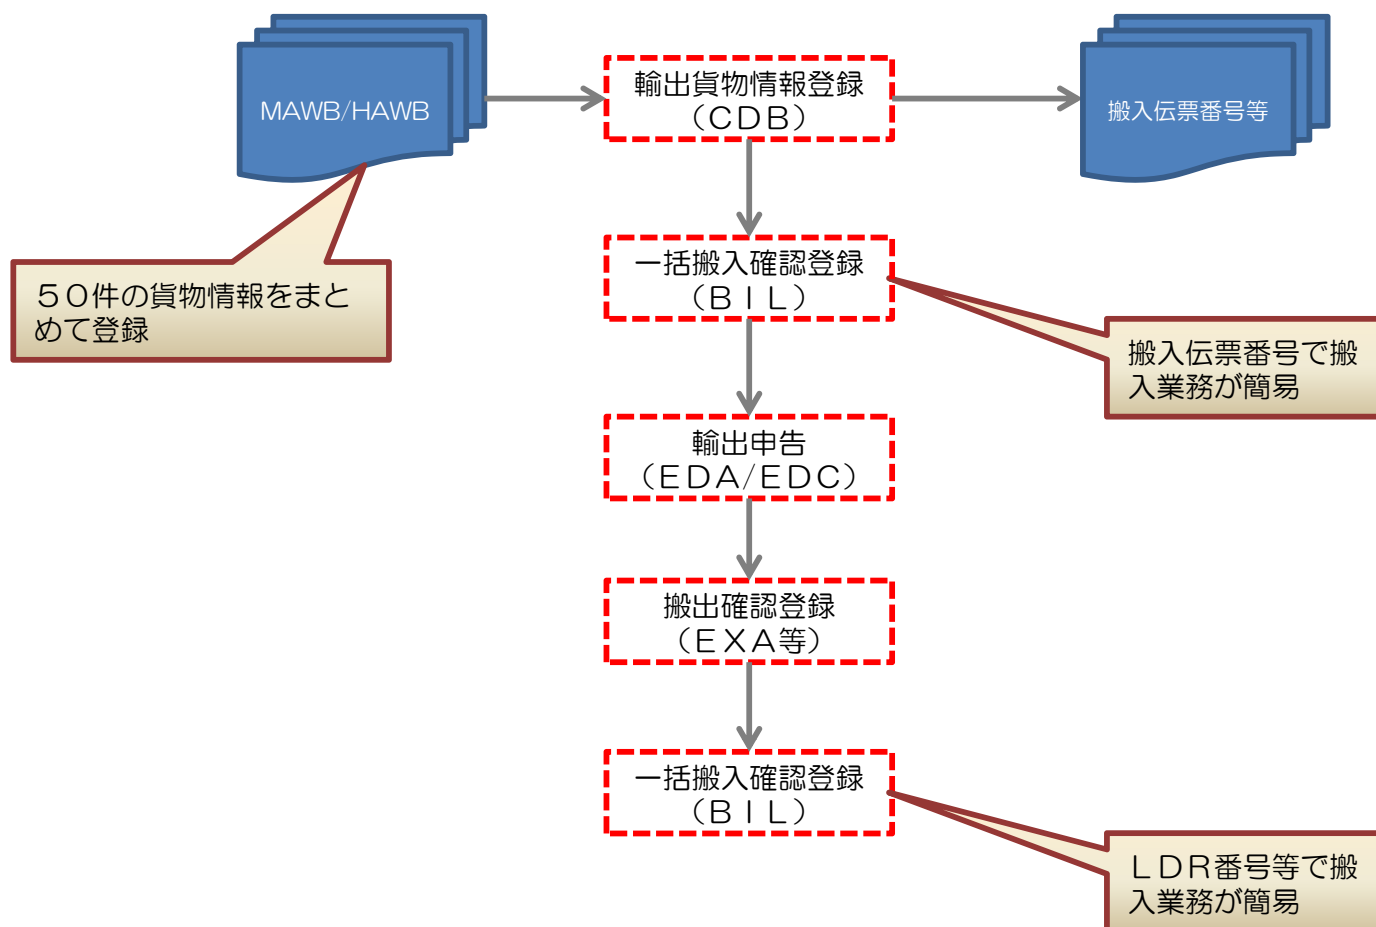 MAWB/HAWB
輸出貨物情報登録
（ＣＤＢ）
搬入伝票番号等
５０件の貨物情報をまと
めて登録
一括搬入確認登録
（ＢＩＬ）
搬入伝票番号で搬
入業務が簡易
輸出申告
（ＥＤＡ/ＥＤＣ）
搬出確認登録
（ＥＸＡ等）
一括搬入確認登録
（ＢＩＬ）
ＬＤＲ番号等で搬
入業務が簡易